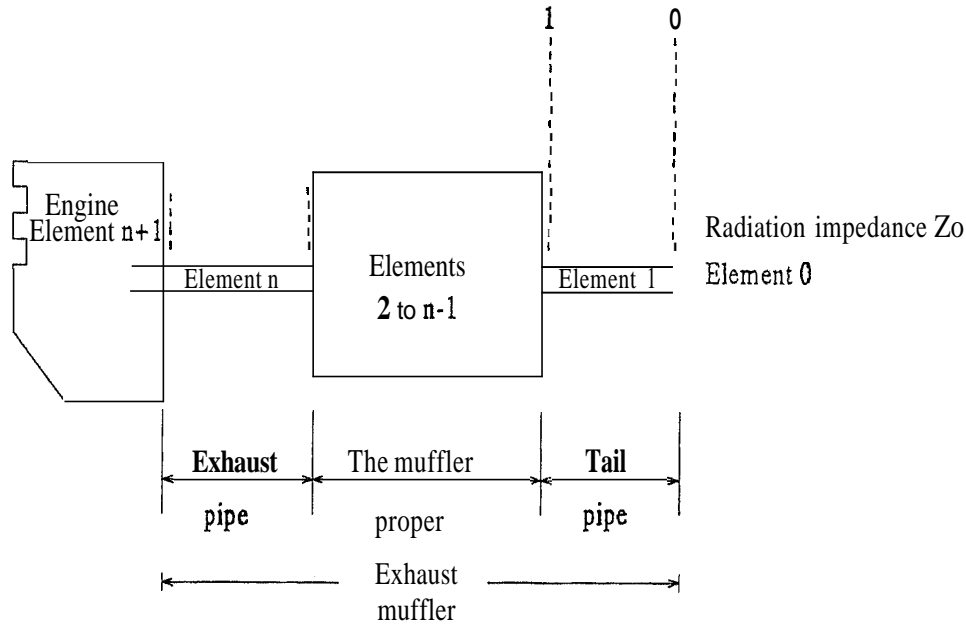 1 0
Engine
Element n+1
Element n
Elements
2 to n-1
Element 1
Radiation impedance Zo
Element 0
Exhaust
pipe
The muffler
proper
Tail
pipe
Exhaust
muffler